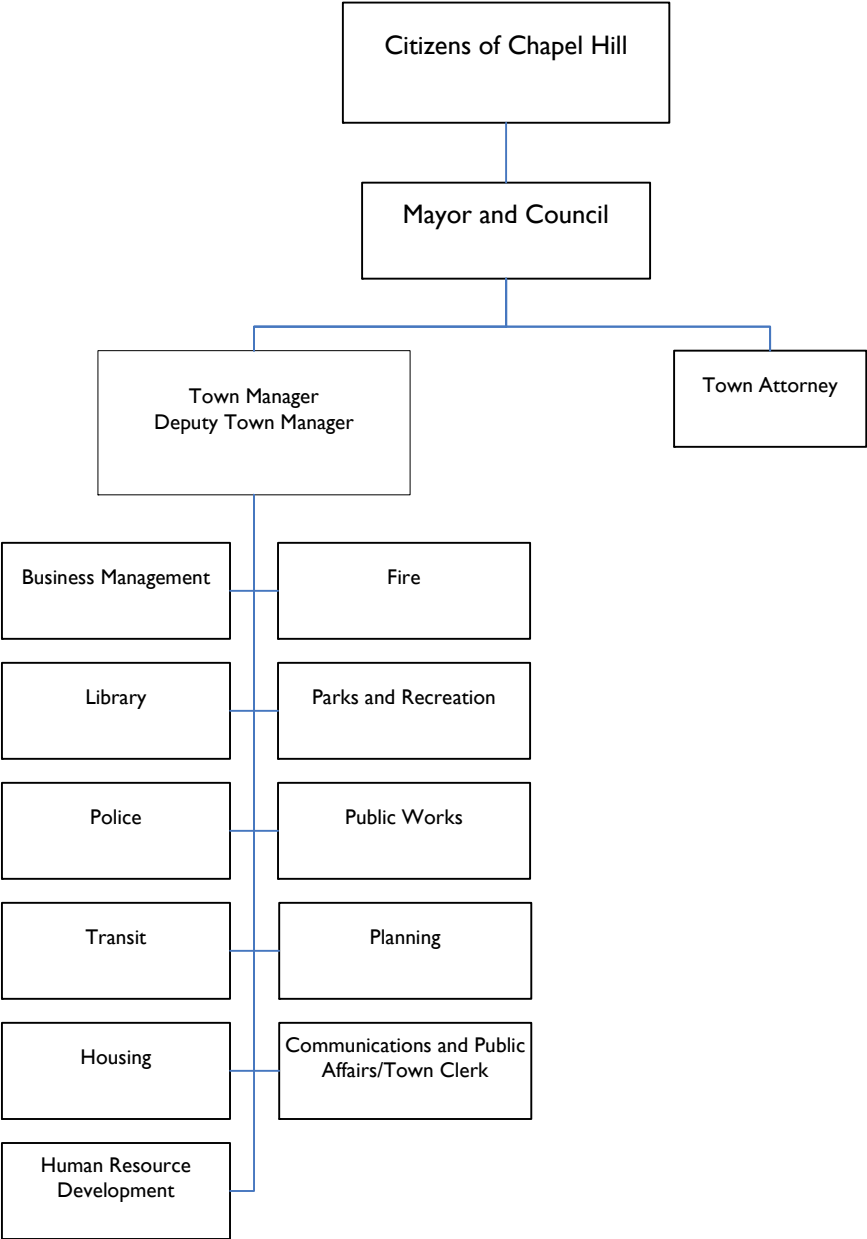 Citizens of Chapel Hill
Mayor and Council
Town Manager
Deputy Town Manager
Town Attorney
Business Management
Fire
Library
Parks and Recreation
Police
Public Works
Transit
Planning
Housing
Communications and Public
Affairs/Town Clerk
Human Resource
Development